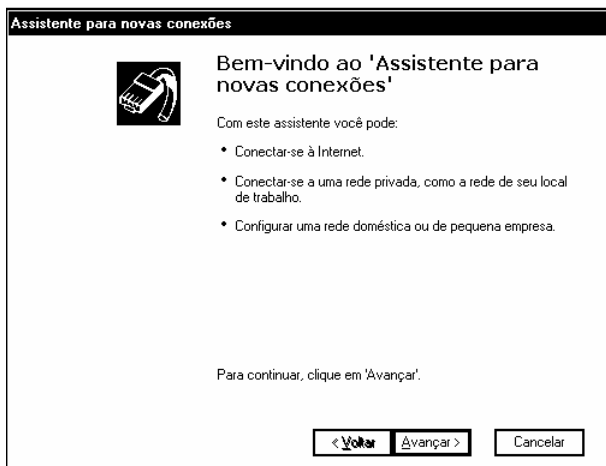 Assistente para novas conexões
Bem-vindo ao 'Assistente para
novas conexões'
Com este assistente você pode:
• Conectar-se à Internet.
• Conectar-se a uma rede privada, como a rede de seu local
de trabalho.
• Configurar uma rede doméstica ou de pequena empresa.
Para continuar, clique em 'Avançar'.
< Voltar Avançar > Cancelar